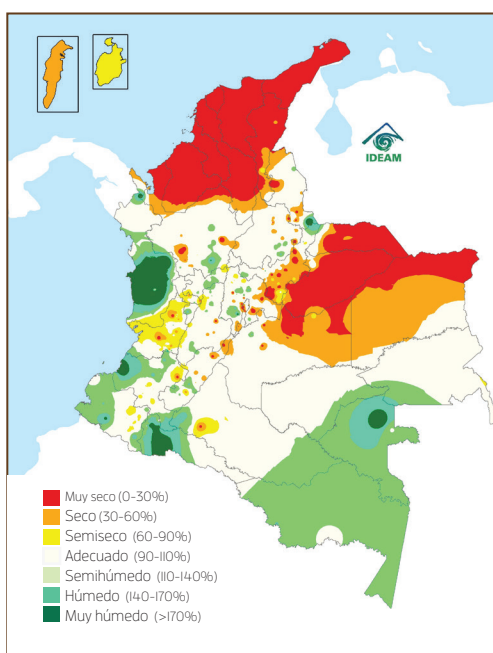 IDEAM
Muy seco (0-30%)
Seco (30-60%)
Semiseco (60-90%)
Adecuado (90-110%)
Semihúmedo (110-140%)
Húmedo (140-170%)
Muy húmedo (>170%)